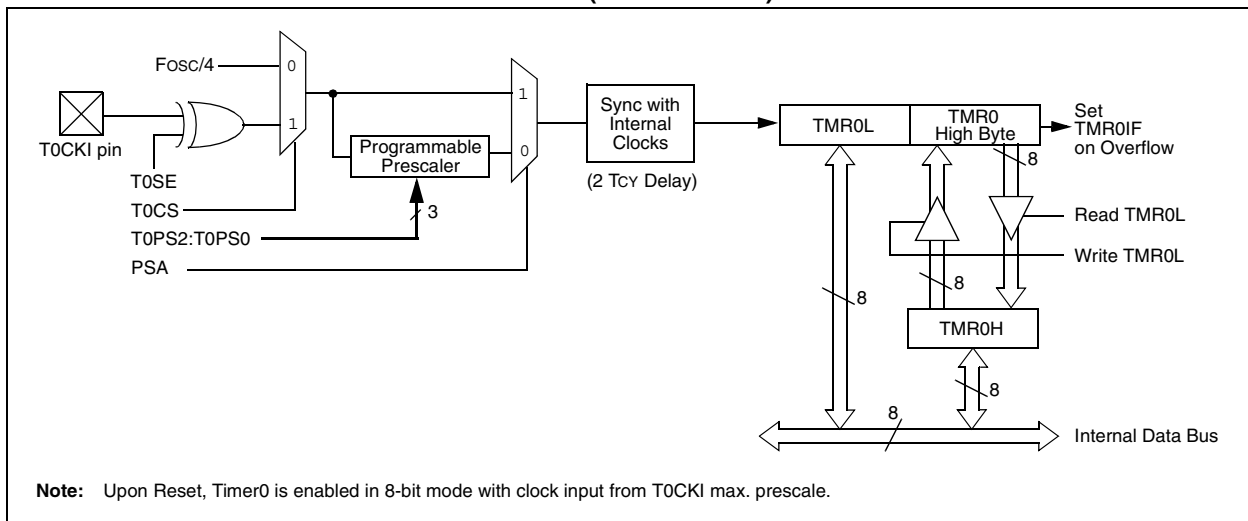 FOSC/4
0
1
T0CKI pin
T0SE
T0CS
T0PS2:T0PS0
PSA
Programmable
Prescaler
3
1
0
Sync with
Internal
Clocks
(2 TCY Delay)
TMR0L
TMR0
High Byte
Set
TMR0IF
on Overflow
8
Read TMR0L
Write TMR0L
8
8
TMR0H
8
8
Internal Data Bus
Note: Upon Reset, Timer0 is enabled in 8-bit mode with clock input from T0CKI max. prescale.